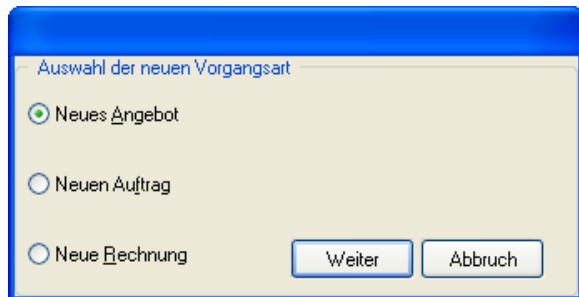 Auswahl der neuen Vorgangsart
Neues Angebot
Neuen Auftrag
Neue Rechnung Weiter Abbruch